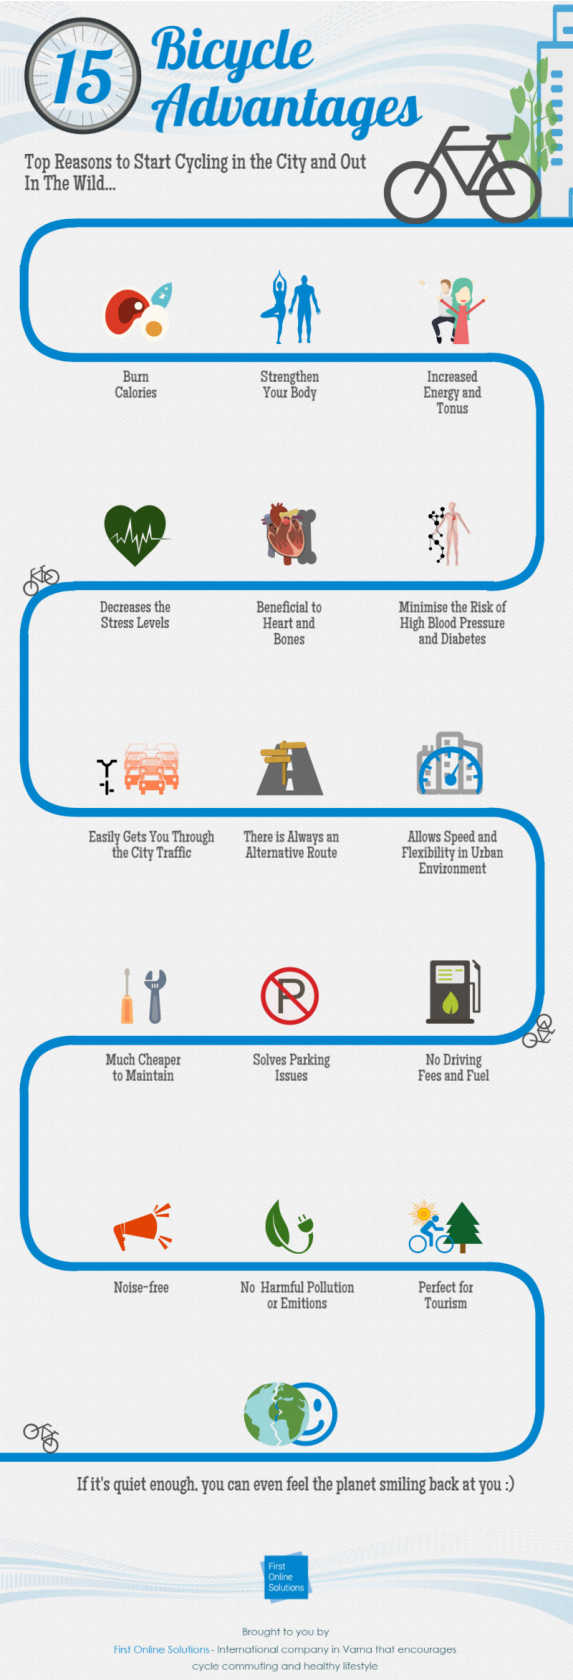 15
Bicycle
Advantages
Top Reasons to Start Cycling in the City and Out
In The Wild...
Burn
Calories
Strengthen
Your Body
Increased
Energy and
Tonus
Decreases the
Stress Levels
Beneficial to
Heart and
Bones
Minimise the Risk of
High Blood Pressure
and Diabetes
Easily Gets You Through
the City Traffic
There is Always an
Alternative Route
Allows Speed and
Flexibility in Urban
Environment
Much Cheaper
to Maintain
P
Solves Parking
Issues
No Driving
Fees and Fuel
Noise-free
No Harmful Pollution
or Emitions
Perfect for
Tourism
If it's quiet enough, you can even feel the planet smiling back at you :)
First
Online
Solutions
Brought to you by
First Online Solutions - International company in Varna that encourages
cycle commuting and healthy lifestyle